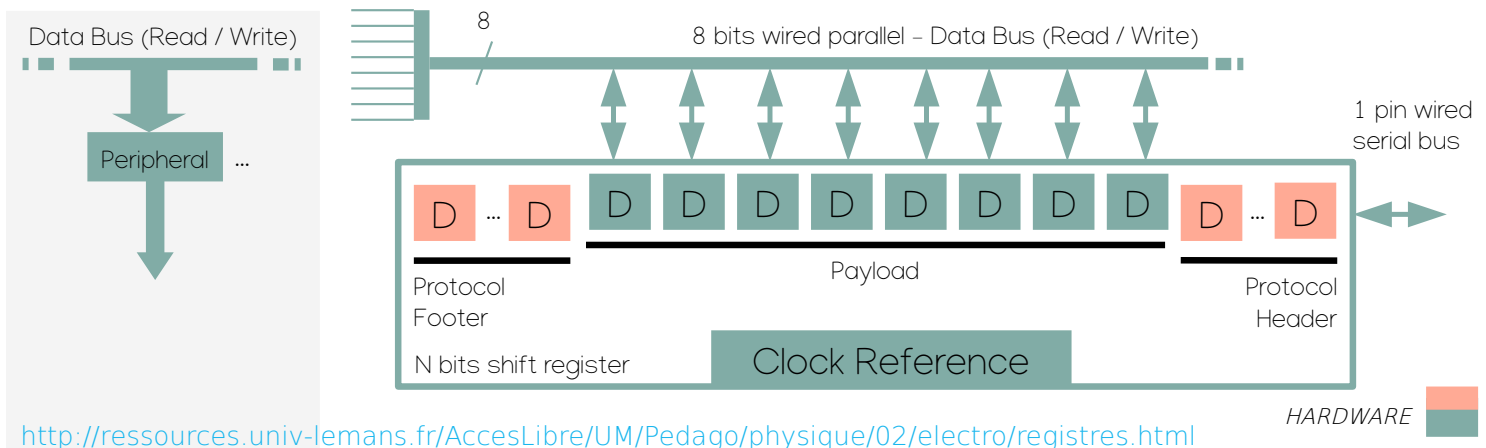 Data Bus (Read / Write)
Peripheral ...
8
8 bits wired parallel – Data Bus (Read / Write)
1 pin wired
serial bus
D ... D
D D D D D D D D
D ... D
Protocol
Footer
Payload
Protocol
Header
N bits shift register
Clock Reference
HARDWARE
http://ressources.univ-lemans.fr/AccesLibre/UM/Pedago/physique/02/electro/registres.html